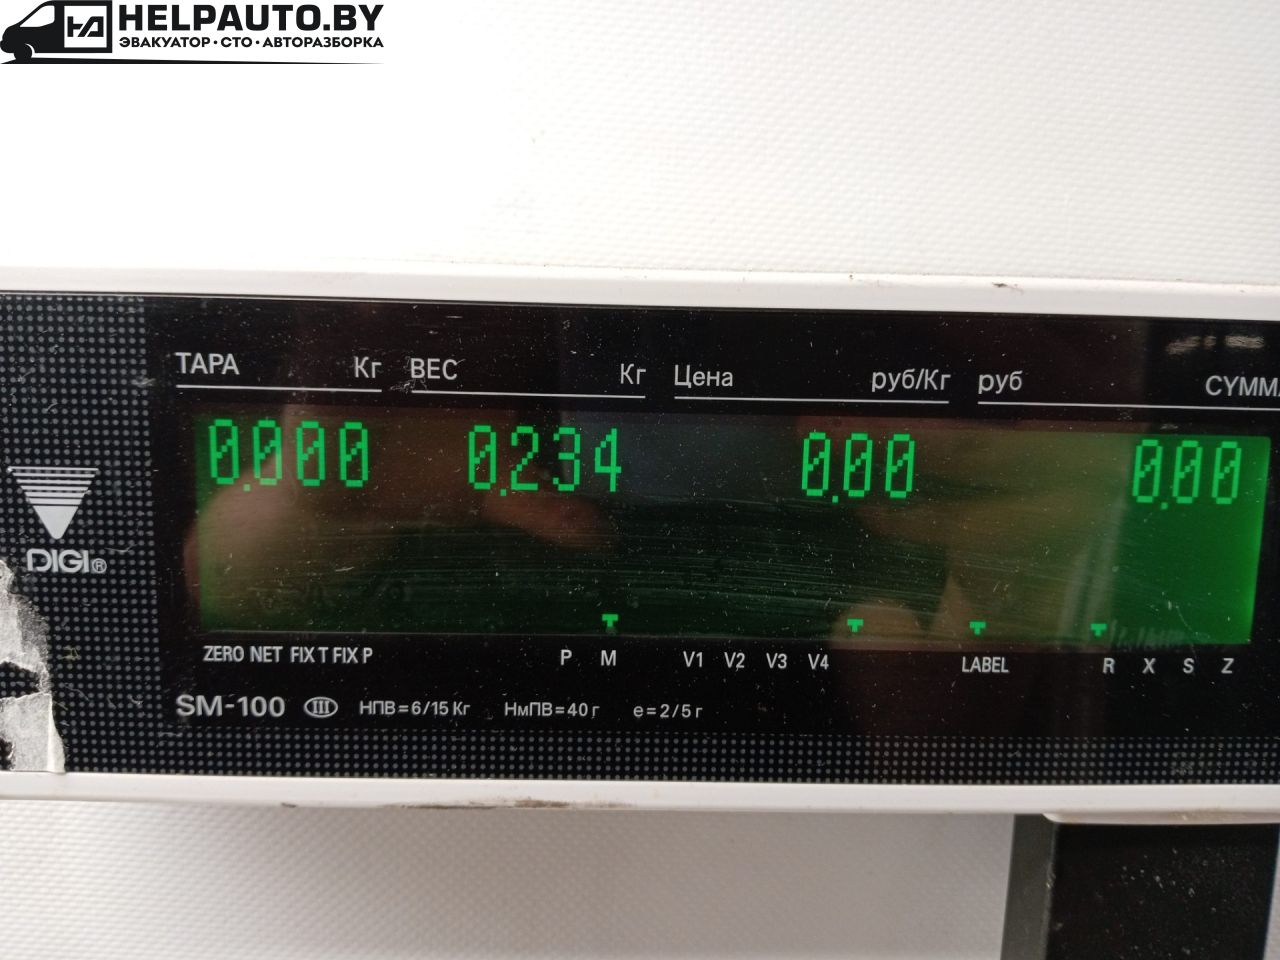 HELPAUTO.BY
ЭВАКУАТОР · СТО · АВТОРАЗБОРКА
ТАРА Кг ВЕС Кг Цена руб/Кг руб СУММ
0.000 0.234 0.00 0.00
DIGI®
ZERO NET FIX T FIX P P M V1 V2 V3 V4 LABEL R X S Z
SM-100 III НПВ=6/15 Кг НмПВ=40 г e=2/5 г